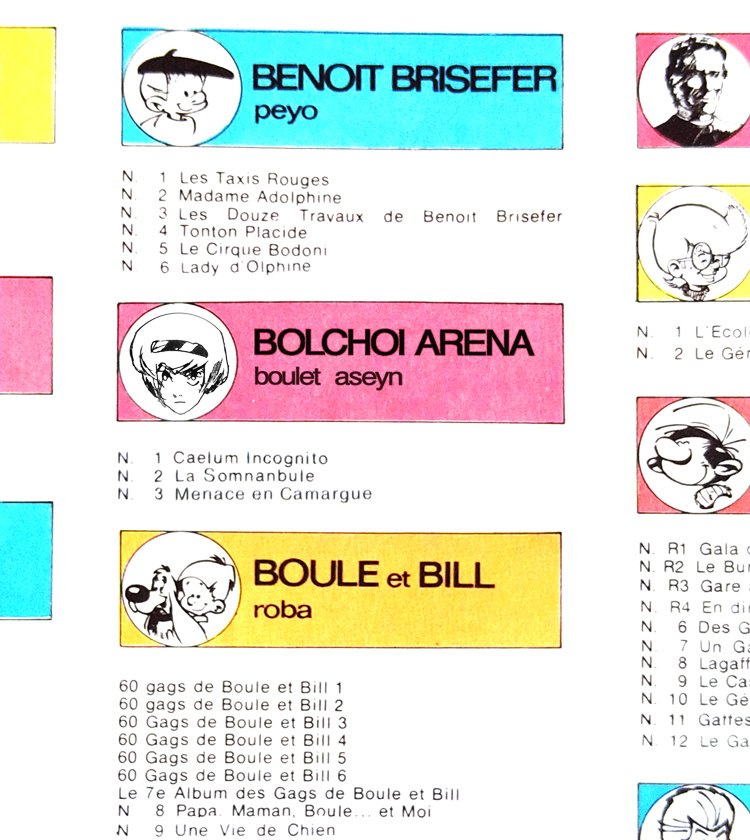 BENOIT BRISEFER
peyo
N. 1 Les Taxis Rouges
N. 2 Madame Adolphine
N. 3 Les Douze Travaux de Benoit Brisefer
N. 4 Tonton Placide
N. 5 Le Cirque Bodoni
N. 6 Lady d'Olphine
BOLCHOI ARENA
boulet aseyn
N. 1 Caelum Incognito
N. 2 La Somnanbule
N. 3 Menace en Camargue
BOULE et BILL
roba
60 gags de Boule et Bill 1
60 gags de Boule et Bill 2
60 Gags de Boule et Bill 3
60 Gags de Boule et Bill 4
60 Gags de Boule et Bill 5
60 Gags de Boule et Bill 6
Le 7e Album des Gags de Boule et Bill
N 8 Papa. Maman, Boule... et Moi
N 9 Une Vie de Chien
N. 1 L'Ecol
N. 2 Le Gér
N. R1 Gala
N. R2 Le Bu
N. R3 Gare
N. R4 En di
N. 6 Des G
N. 7 Un Ga
N. 8 Lagaff
N. 9 Le Ca
N. 10 Le Gé
N. 11 Gaffes
N. 12 Le Ga